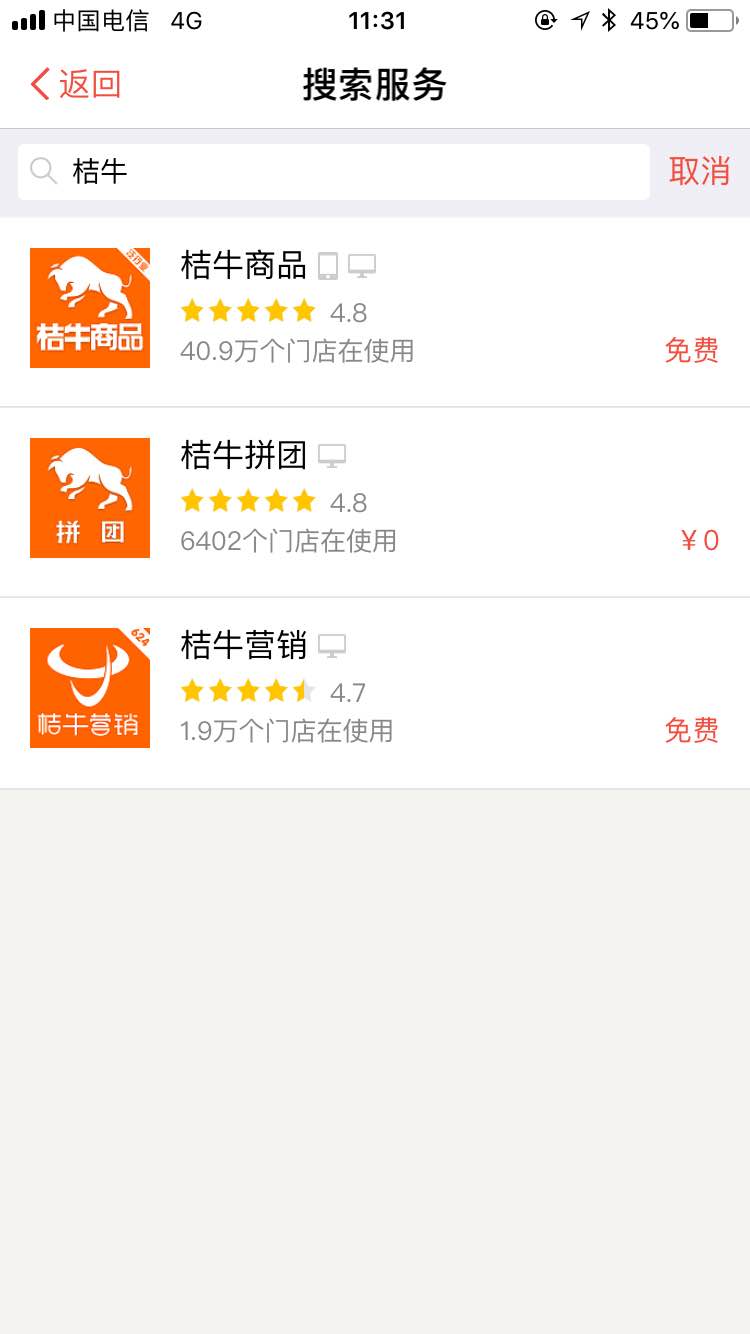 中国电信 4G 11:31 45%
返回 搜索服务
桔牛 取消
桔牛商品
桔牛商品
4.8
40.9万个门店在使用 免费
桔牛拼团
拼 团
4.8
6402个门店在使用 ¥ 0
624
桔牛营销
桔牛营销
4.7
1.9万个门店在使用 免费